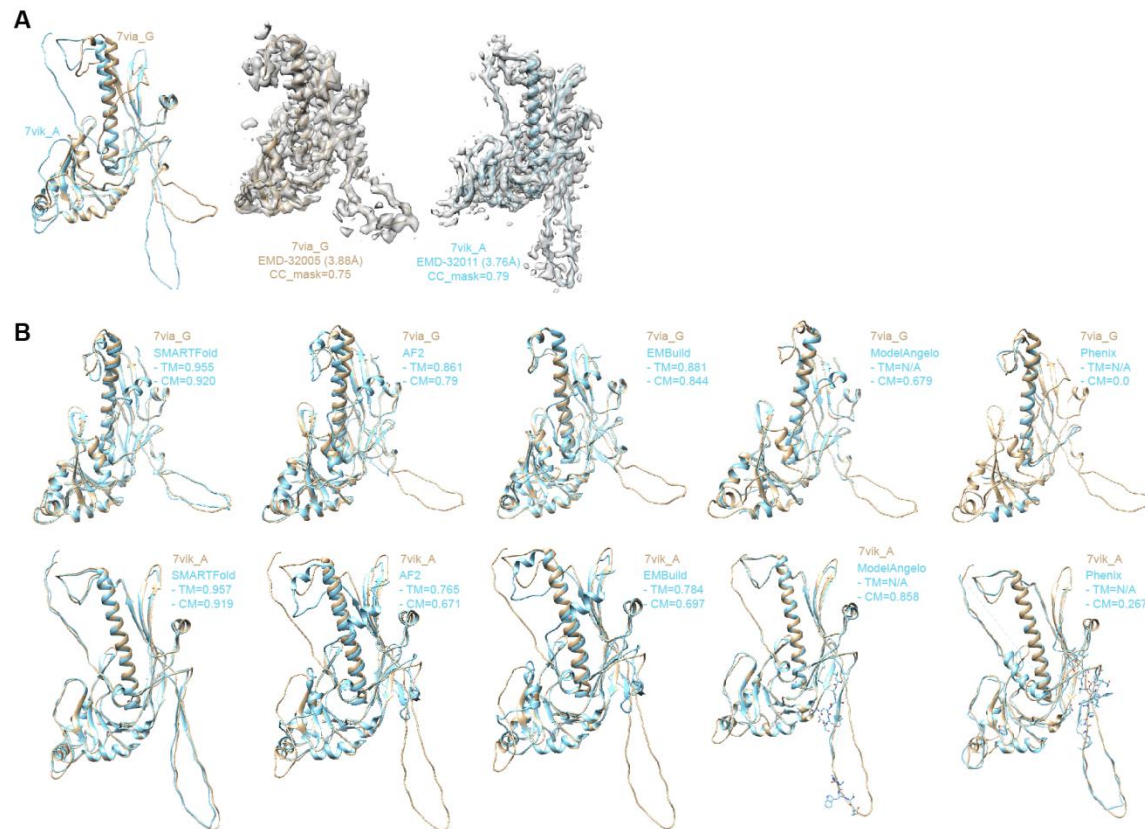 A
7via_G
7vik_A
7via_G
EMD-32005 (3.88Å)
CC_mask=0.75
7vik_A
EMD-32011 (3.76Å)
CC_mask=0.79
B
7via_G
SMARTFold
- TM=0.955
- CM=0.920
7via_G
AF2
- TM=0.861
- CM=0.79
7via_G
EMBuild
- TM=0.881
- CM=0.844
7via_G
ModelAngelo
- TM=N/A
- CM=0.679
7via_G
Phenix
- TM=N/A
- CM=0.0
7vik_A
SMARTFold
- TM=0.957
- CM=0.919
7vik_A
AF2
- TM=0.765
- CM=0.671
7vik_A
EMBuild
- TM=0.784
- CM=0.697
7vik_A
ModelAngelo
- TM=N/A
- CM=0.858
7vik_A
Phenix
- TM=N/A
- CM=0.267